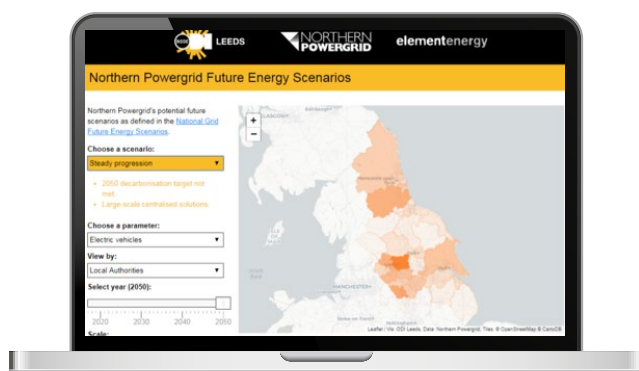 LEEDS
NORTHERN
POWERGRID
elementenergy
Northern Powergrid Future Energy Scenarios
Northern Powergrid's potential future
scenarios as defined in the National Grid
Future Energy Scenarios.
Choose a scenario:
Steady progression
2050 decarbonisation target not
met.
Large-scale centralised solutions.
Choose a parameter:
Electric vehicles
View by:
Local Authorities
Select year (2050):
2020 2030 2040 2050
Scale:
+
−
MANCHESTER
Leaflet | Vis: ODI Leeds, Data: Northern Powergrid, Tiles: © OpenStreetMap © CartoDB